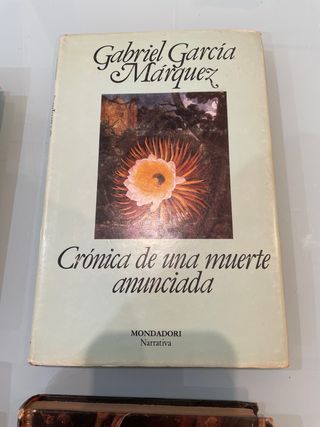 Gabriel García
Márquez
Crónica de una muerte
anunciada
MONDADORI
Narrativa